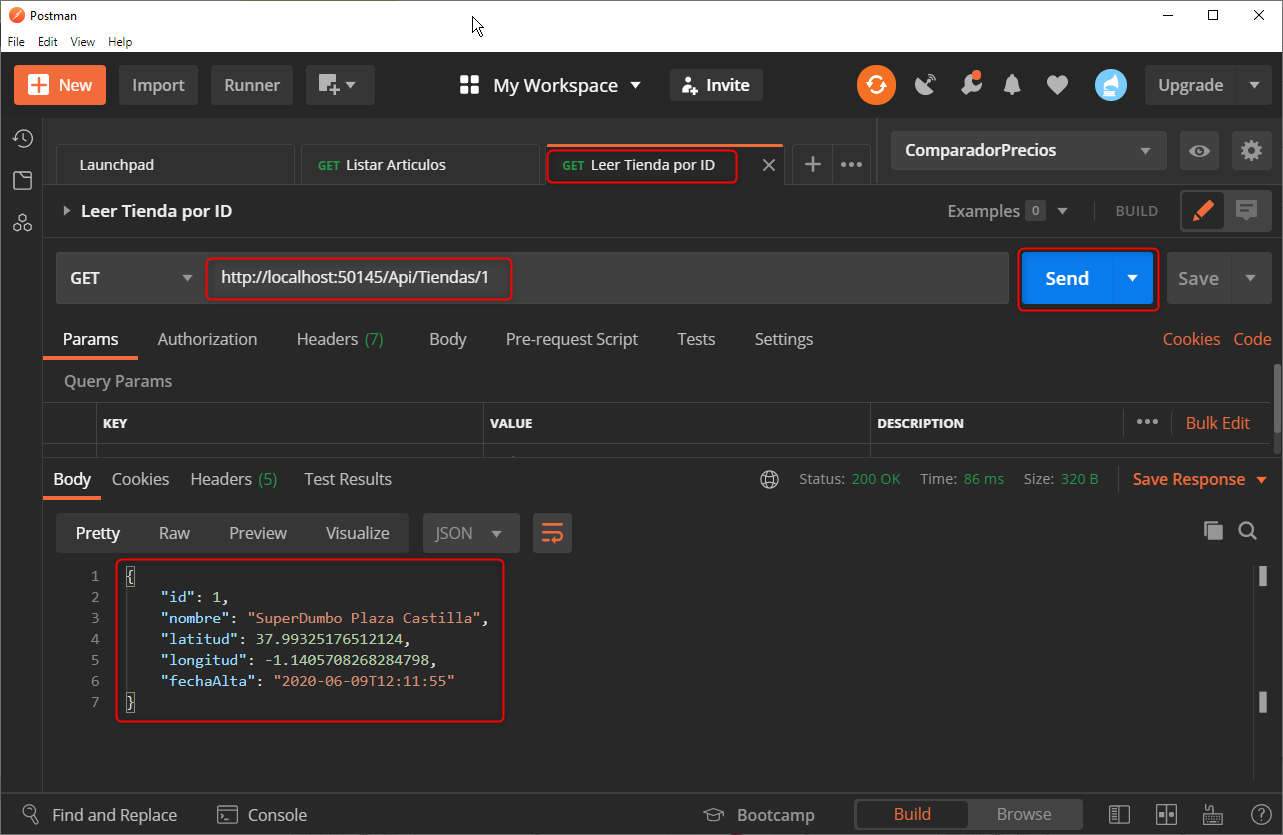 Postman
File Edit View Help
New Import Runner My Workspace Invite Upgrade
Launchpad GET Listar Articulos GET Leer Tienda por ID ComparadorPrecios
Leer Tienda por ID Examples 0 BUILD
GET http://localhost:50145/Api/Tiendas/1 Send Save
Params Authorization Headers (7) Body Pre-request Script Tests Settings Cookies Code
Query Params
KEY VALUE DESCRIPTION Bulk Edit
Body Cookies Headers (5) Test Results Status: 200 OK Time: 86 ms Size: 320 B Save Response
Pretty Raw Preview Visualize JSON
1 {
2 "id": 1,
3 "nombre": "SuperDumbo Plaza Castilla",
4 "latitud": 37.99325176512124,
5 "longitud": -1.1405708268284798,
6 "fechaAlta": "2020-06-09T12:11:55"
7 }
Find and Replace Console Bootcamp Build Browse